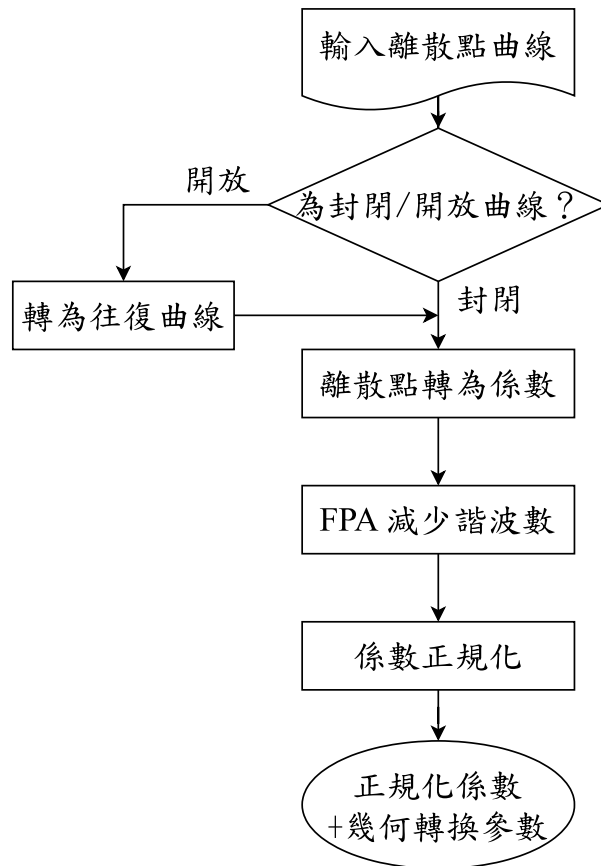 輸入離散點曲線
開放
為封閉/開放曲線?
轉為往復曲線
封閉
離散點轉為係數
FPA 減少諧波數
係數正規化
正規化係數
+幾何轉換參數